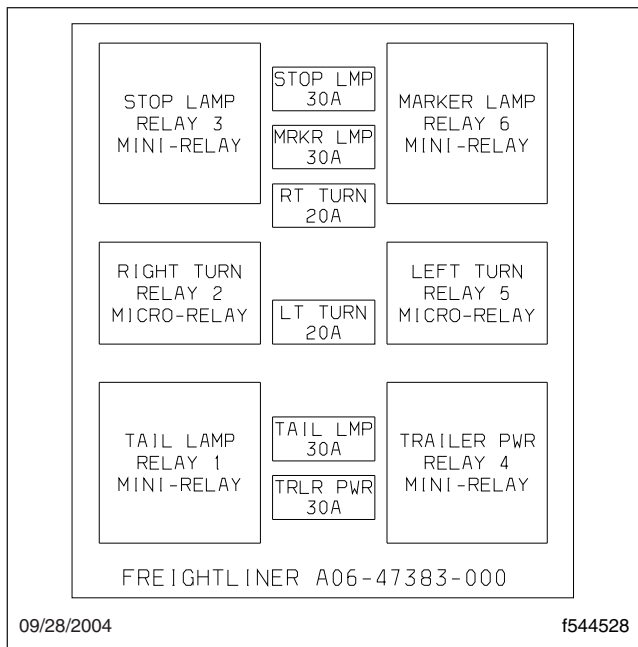 STOP LAMP
RELAY 3
MINI-RELAY
STOP LMP
30A
MRKR LMP
30A
RT TURN
20A
MARKER LAMP
RELAY 6
MINI-RELAY
RIGHT TURN
RELAY 2
MICRO-RELAY
LT TURN
20A
LEFT TURN
RELAY 5
MICRO-RELAY
TAIL LAMP
RELAY 1
MINI-RELAY
TAIL LMP
30A
TRLR PWR
30A
TRAILER PWR
RELAY 4
MINI-RELAY
FREIGHTLINER A06-47383-000
09/28/2004
f544528